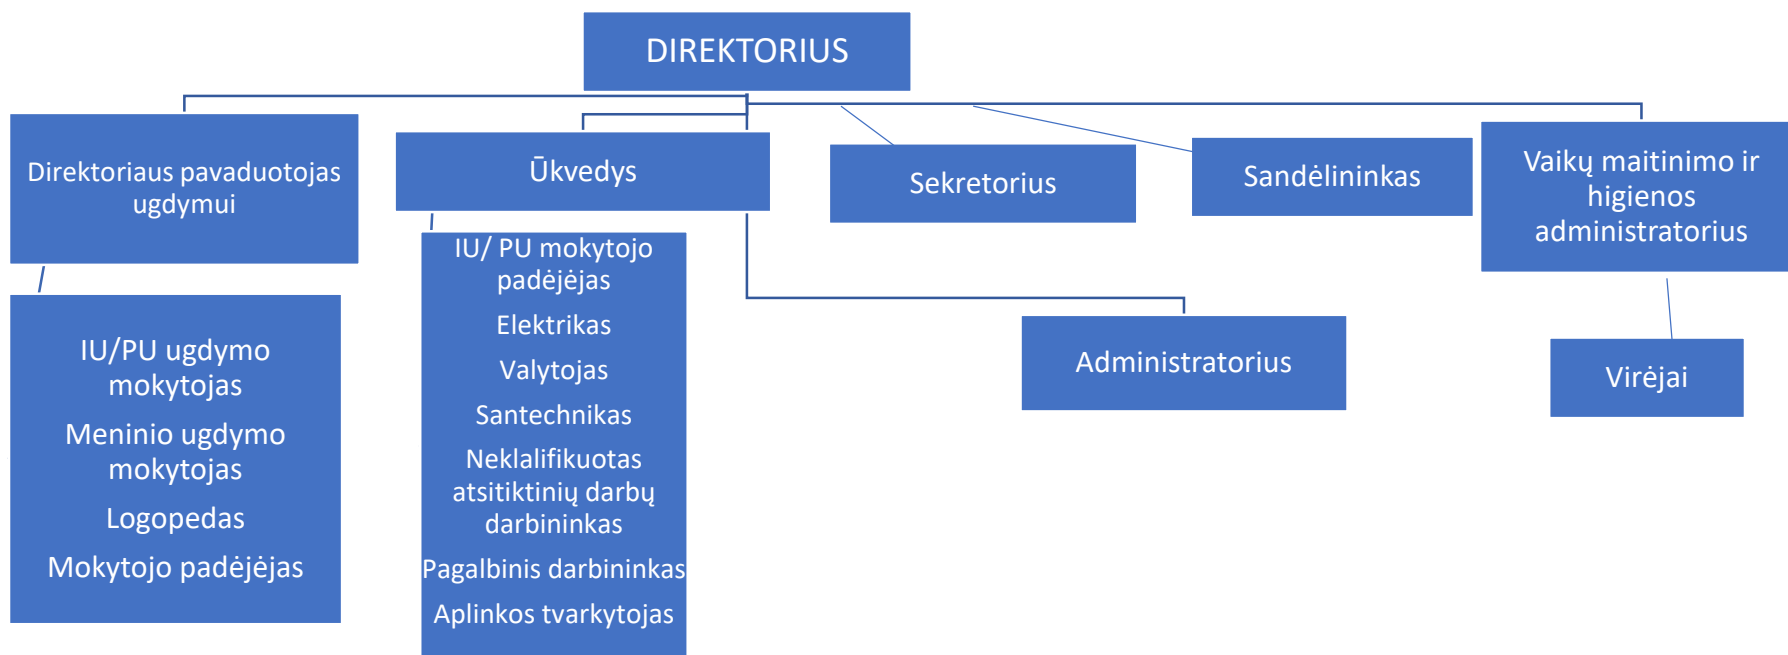 DIREKTORIUS
Direktoriaus pavaduotojas
ugdymui
Ūkvedys
Sekretorius
Sandėlininkas
Vaikų maitinimo ir
higienos
administratorius
IU/PU ugdymo
mokytojas
Meninio ugdymo
mokytojas
Logopedas
Mokytojo padėjėjas
IU/ PU mokytojo
padėjėjas
Elektrikas
Valytojas
Santechnikas
Neklalifikuotas
atsitiktinių darbų
darbininkas
Pagalbinis darbininkas
Aplinkos tvarkytojas
Administratorius
Virėjai